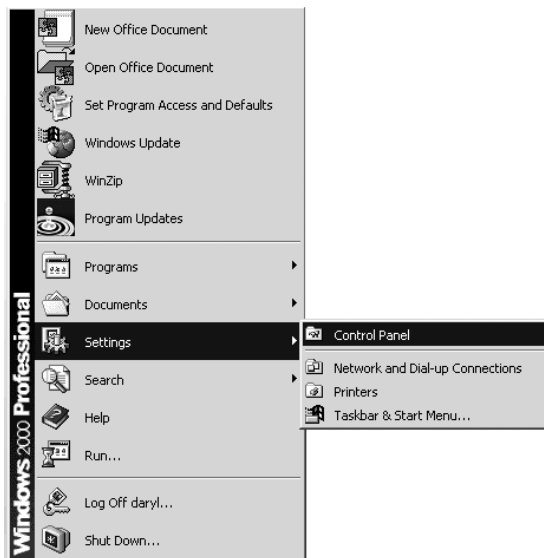 New Office Document
Open Office Document
Set Program Access and Defaults
Windows Update
WinZip
Program Updates
Programs
Documents
Settings
Control Panel
Network and Dial-up Connections
Printers
Taskbar & Start Menu...
Search
Help
Run...
Log Off daryl...
Shut Down...
Windows 2000 Professional